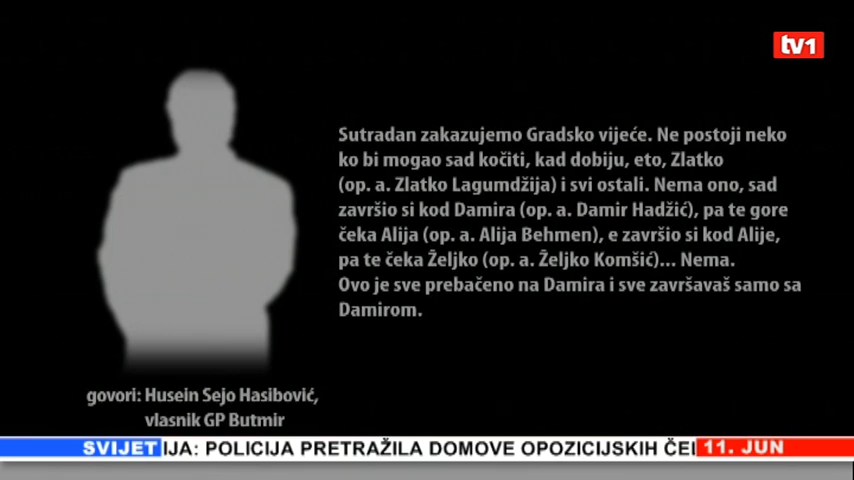 tv1
Sutradan zakazujemo Gradsko vijeće. Ne postoji neko
ko bi mogao sad kočiti, kad dobiju, eto, Zlatko
(op. a. Zlatko Lagumdžija) i svi ostali. Nema ono, sad
završio si kod Damira (op. a. Damir Hadžić), pa te gore
čeka Alija (op. a. Alija Behmen), e završio si kod Alije,
pa te čeka Željko (op. a. Željko Komšić)... Nema.
Ovo je sve prebačeno na Damira i sve završavaš samo sa
Damirom.
govori: Husein Sejo Hasibović,
vlasnik GP Butmir
SVIJET IJA: POLICIJA PRETRAŽILA DOMOVE OPOZICIJSKIH ČEL 11. JUN